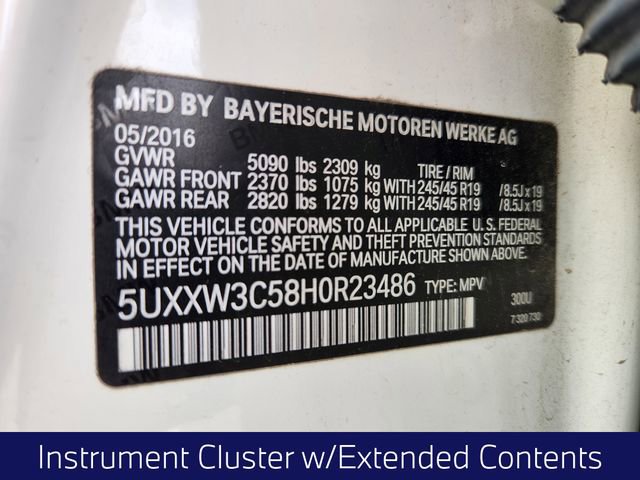 MFD BY BAYERISCHE MOTOREN WERKE AG
05/2016
GVWR 5090 lbs 2309 kg TIRE / RIM
GAWR FRONT 2370 lbs 1075 kg WITH 245/45 R19 / 8.5J x 19
GAWR REAR 2820 lbs 1279 kg WITH 245/45 R19 / 8.5J x 19
THIS VEHICLE CONFORMS TO ALL APPLICABLE U.S. FEDERAL
MOTOR VEHICLE SAFETY AND THEFT PREVENTION STANDARDS
IN EFFECT ON THE DATE OF MANUFACTURE SHOWN ABOVE.
5UXXW3C58H0R23486 TYPE: MPV 300U
7 320 730
Instrument Cluster w/Extended Contents